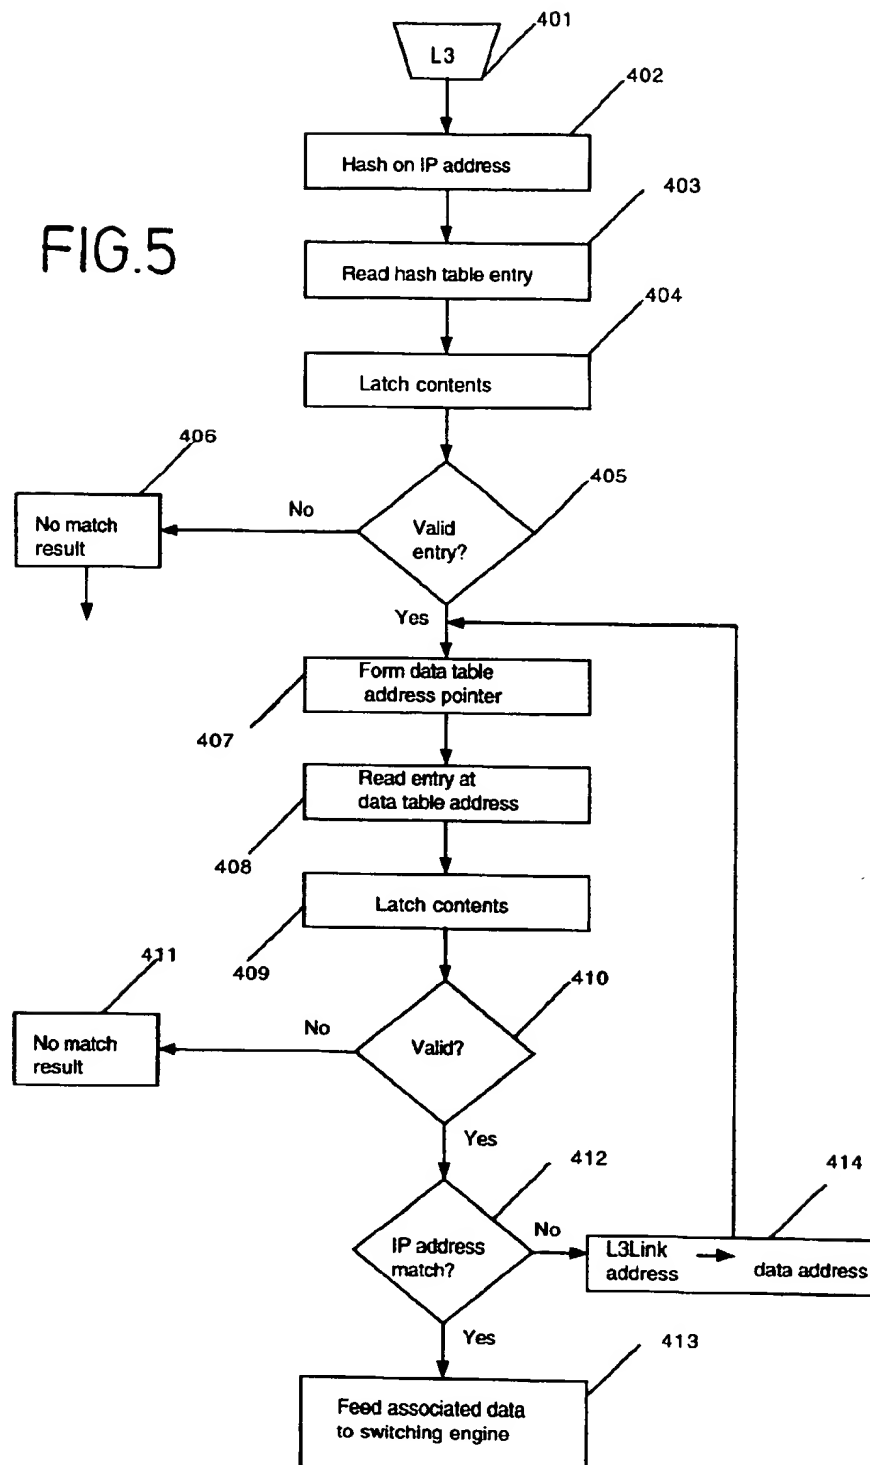 401
L3
402
Hash on IP address
403
FIG.5
Read hash table entry
404
Latch contents
406
405
No
No match
result
Valid
entry?
Yes
Form data table
address pointer
407
Read entry at
data table address
408
Latch contents
409
411
410
No
No match
result
Valid?
Yes
412
414
No
IP address
match?
L3Link
address
data address
Yes
413
Feed associated data
to switching engine